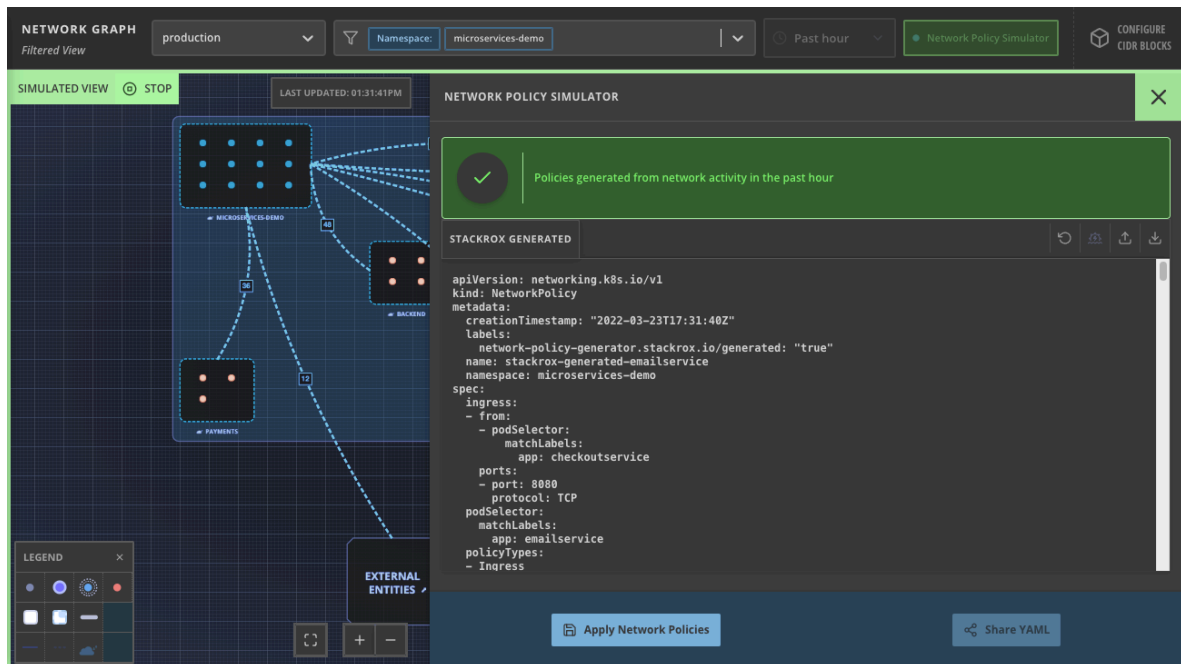 NETWORK GRAPH
Filtered View
production
Namespace:
microservices-demo
Past hour
Network Policy Simulator
CONFIGURE
CIDR BLOCKS
SIMULATED VIEW
STOP
LAST UPDATED: 01:31:41PM
NETWORK POLICY SIMULATOR
Policies generated from network activity in the past hour
MICROSERVICES-DEMO
48
36
BACKEND
12
PAYMENTS
EXTERNAL
ENTITIES
LEGEND
STACKROX GENERATED
apiVersion: networking.k8s.io/v1
kind: NetworkPolicy
metadata:
  creationTimestamp: "2022-03-23T17:31:40Z"
  labels:
    network-policy-generator.stackrox.io/generated: "true"
  name: stackrox-generated-emailservice
  namespace: microservices-demo
spec:
  ingress:
  - from:
    - podSelector:
        matchLabels:
          app: checkoutservice
    ports:
    - port: 8080
      protocol: TCP
  podSelector:
    matchLabels:
      app: emailservice
  policyTypes:
  - Ingress
Apply Network Policies
Share YAML